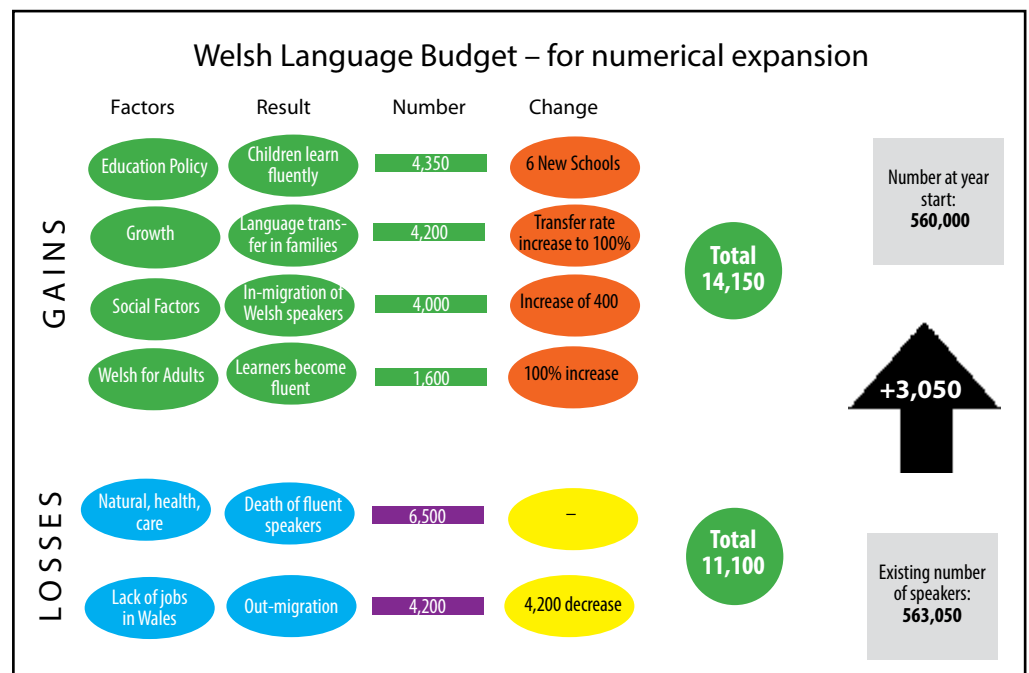 Welsh Language Budget – for numerical expansion
Factors Result Number Change
GAINS
Education Policy
Children learn
fluently
4,350
6 New Schools
Growth
Language trans-
fer in families
4,200
Transfer rate
increase to 100%
Social Factors
In-migration of
Welsh speakers
4,000
Increase of 400
Welsh for Adults
Learners become
fluent
1,600
100% increase
Total
14,150
Number at year
start:
560,000
+3,050
LOSSES
Natural, health,
care
Death of fluent
speakers
6,500
–
Lack of jobs
in Wales
Out-migration
4,200
4,200 decrease
Total
11,100
Existing number
of speakers:
563,050